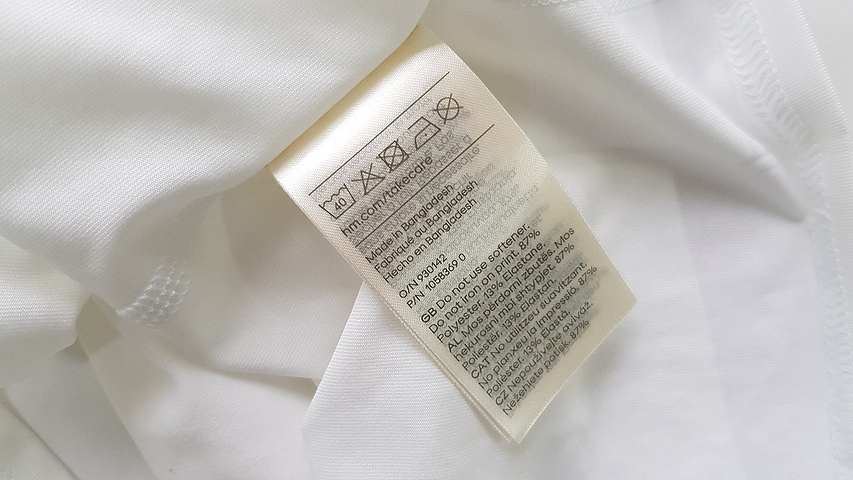 40
hm.com/takecare
Made in Bangladesh
Fabriqué au Bangladesh
Hecho en Bangladesh
O/N 930142
P/N 1058369 0
GB Do not use softener.
Do not iron on print. 87%
Polyester. 13% Elastane.
AL Mos përdorni zbutës. Mos
hekurosni mbi shtypjet. 87%
Poliestër. 13% Elastan.
CAT No utilitzeu suavitzant.
No planxeu la impressió. 87%
Polièster. 13% Elastà.
CZ Nepoužívejte aviváž.
Nežehlete potisk. 87%